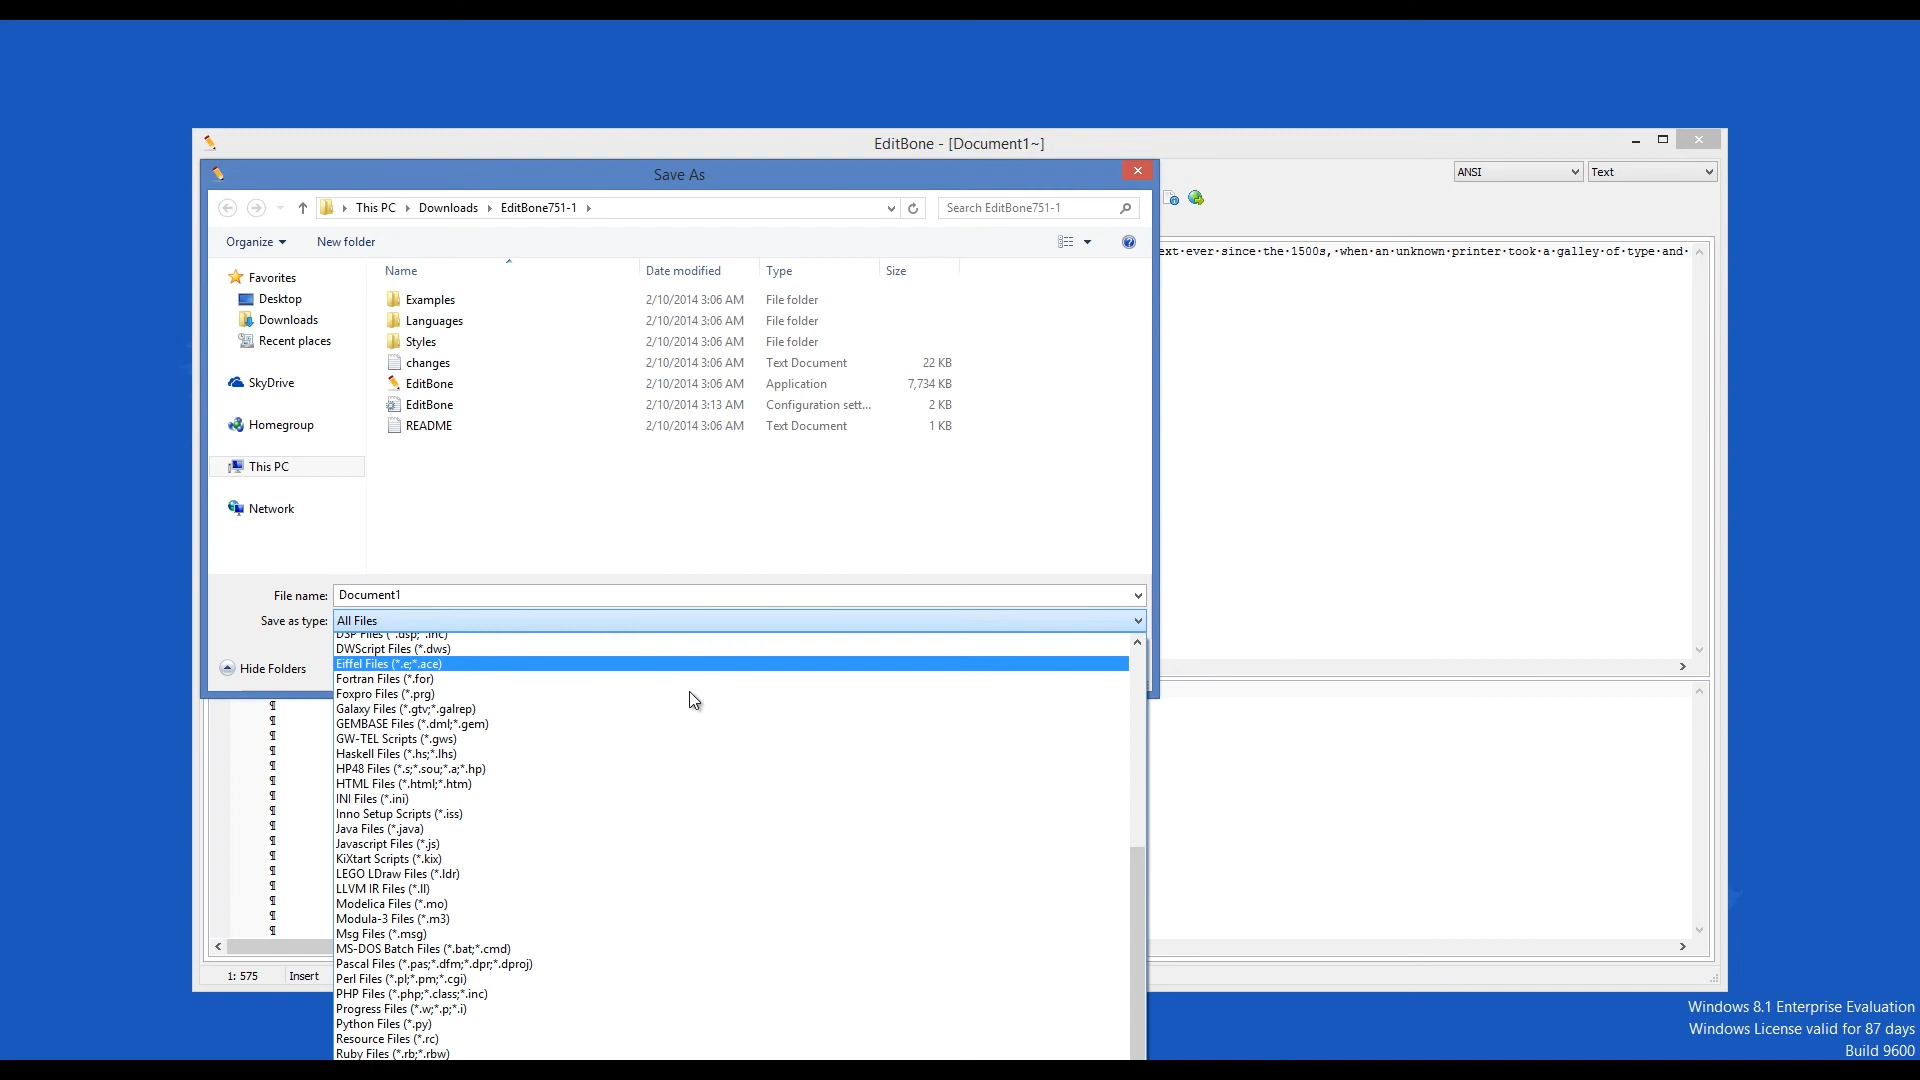 EditBone - [Document1~]
Save As
ANSI
Text
This PC
Downloads
EditBone751-1
Search EditBone751-1
Organize
New folder
ext·ever·since·the·1500s,·when·an·unknown·printer·took·a·galley·of·type·and·
Name
Date modified
Type
Size
Favorites
Desktop
Downloads
Recent places
SkyDrive
Homegroup
This PC
Network
Examples 2/10/2014 3:06 AM File folder
Languages 2/10/2014 3:06 AM File folder
Styles 2/10/2014 3:06 AM File folder
changes 2/10/2014 3:06 AM Text Document 22 KB
EditBone 2/10/2014 3:06 AM Application 7,734 KB
EditBone 2/10/2014 3:13 AM Configuration sett... 2 KB
README 2/10/2014 3:06 AM Text Document 1 KB
File name: Document1
Save as type: All Files
DSP Files (*.dsp;*.inc)
DWScript Files (*.dws)
Eiffel Files (*.e;*.ace)
Fortran Files (*.for)
Foxpro Files (*.prg)
Galaxy Files (*.gtv;*.galrep)
GEMBASE Files (*.dml;*.gem)
GW-TEL Scripts (*.gws)
Haskell Files (*.hs;*.lhs)
HP48 Files (*.s;*.sou;*.a;*.hp)
HTML Files (*.html;*.htm)
INI Files (*.ini)
Inno Setup Scripts (*.iss)
Java Files (*.java)
Javascript Files (*.js)
KiXtart Scripts (*.kix)
LEGO LDraw Files (*.ldr)
LLVM IR Files (*.ll)
Modelica Files (*.mo)
Modula-3 Files (*.m3)
Msg Files (*.msg)
MS-DOS Batch Files (*.bat;*.cmd)
Pascal Files (*.pas;*.dfm;*.dpr;*.dproj)
Perl Files (*.pl;*.pm;*.cgi)
PHP Files (*.php;*.class;*.inc)
Progress Files (*.w;*.p;*.i)
Python Files (*.py)
Resource Files (*.rc)
Ruby Files (*.rb;*.rbw)
Hide Folders
1: 575
Insert
Windows 8.1 Enterprise Evaluation
Windows License valid for 87 days
Build 9600